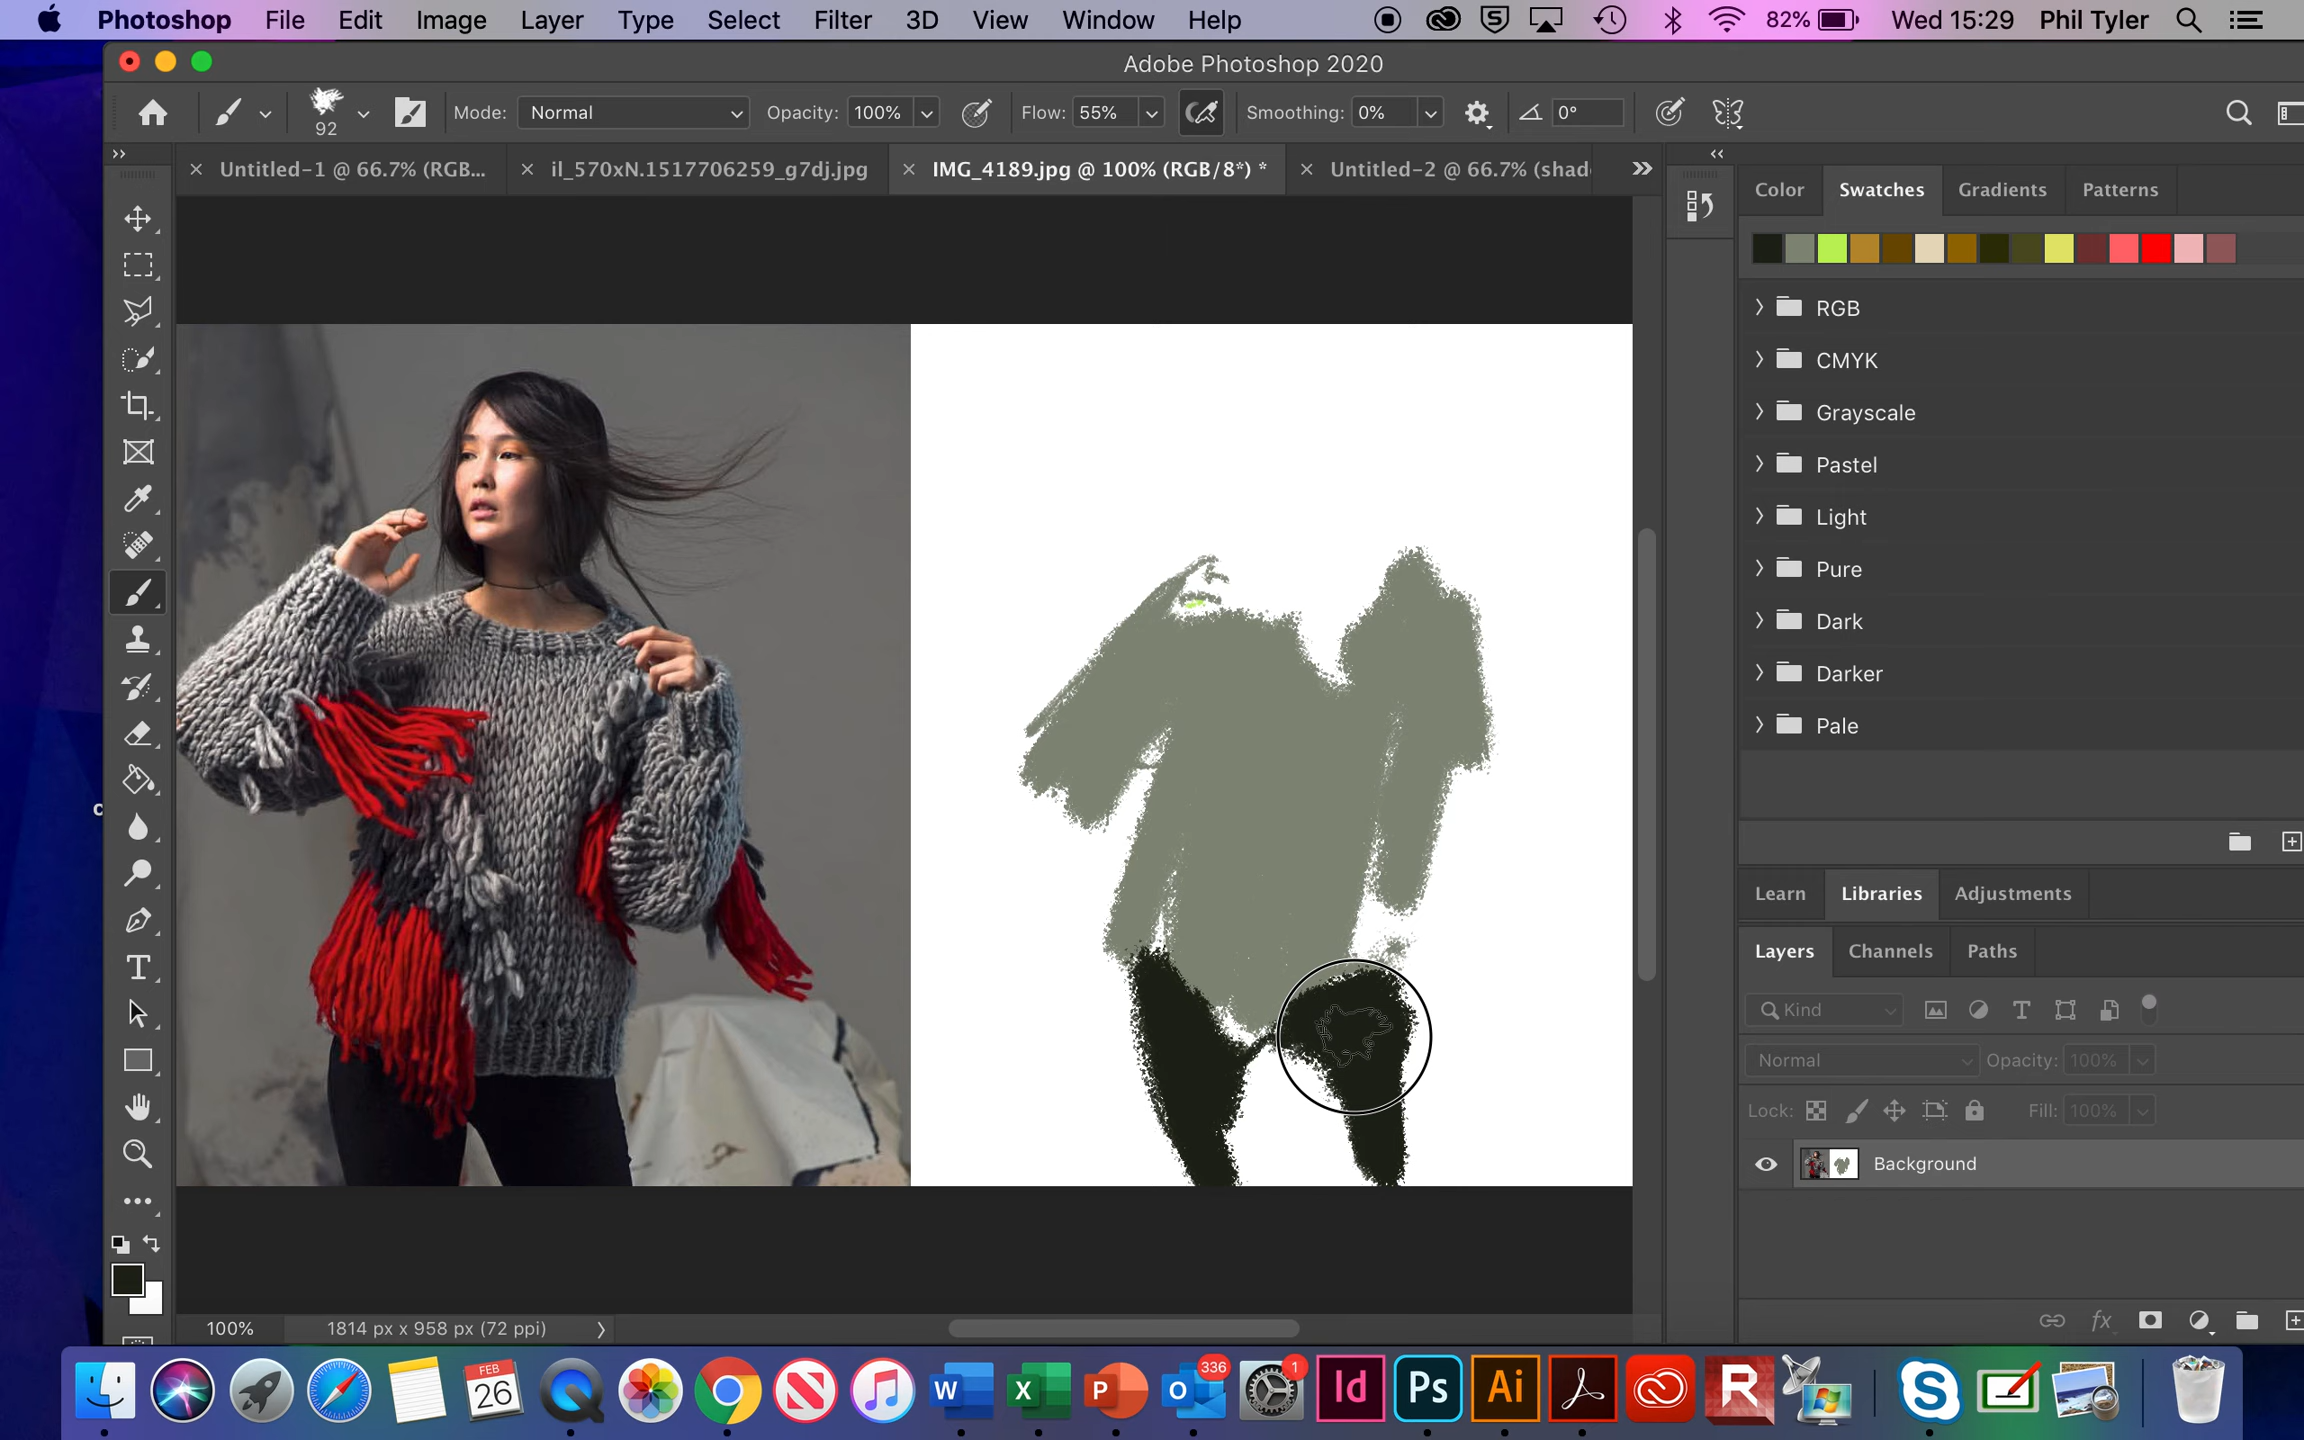 Photoshop File Edit Image Layer Type Select Filter 3D View Window Help 82% Wed 15:29 Phil Tyler
Adobe Photoshop 2020
92 Mode: Normal Opacity: 100% Flow: 55% Smoothing: 0% 0°
Untitled-1 @ 66.7% (RGB... il_570xN.1517706259_g7dj.jpg IMG_4189.jpg @ 100% (RGB/8*) * Untitled-2 @ 66.7% (shad
Color Swatches Gradients Patterns
RGB
CMYK
Grayscale
Pastel
Light
Pure
Dark
Darker
Pale
c
Learn Libraries Adjustments
Layers Channels Paths
Kind
Normal Opacity: 100%
Lock: Fill: 100%
Background
fx
100% 1814 px x 958 px (72 ppi)
FEB
26
W X P O 336 1 Id Ps Ai R S